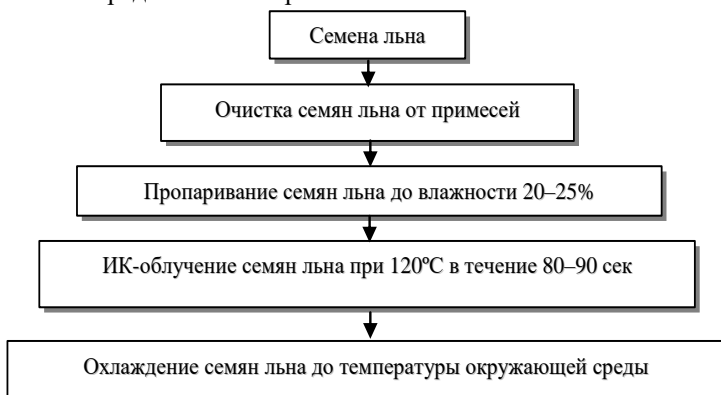 Семена льна
Очистка семян льна от примесей
Пропаривание семян льна до влажности 20–25%
ИК-облучение семян льна при 120ºС в течение 80–90 сек
Охлаждение семян льна до температуры окружающей среды